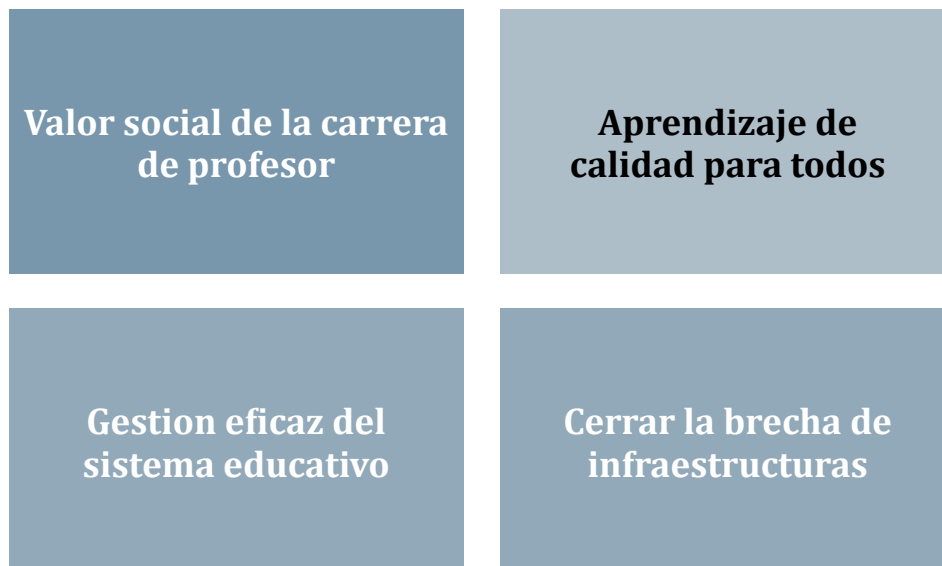 Valor social de la carrera
de profesor
Aprendizaje de
calidad para todos
Gestion eficaz del
sistema educativo
Cerrar la brecha de
infraestructuras